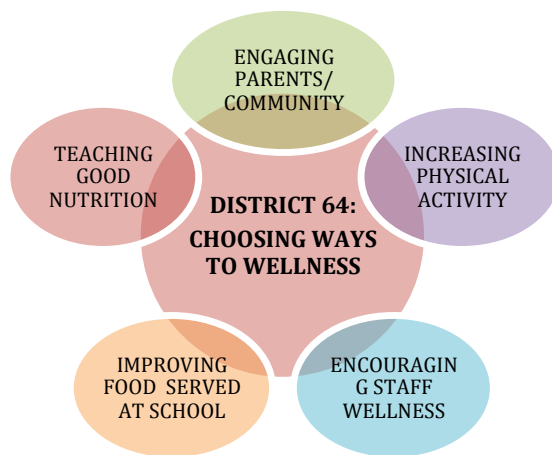 ENGAGING
PARENTS/
COMMUNITY
TEACHING
GOOD
NUTRITION
INCREASING
PHYSICAL
ACTIVITY
DISTRICT 64:
CHOOSING WAYS
TO WELLNESS
IMPROVING
FOOD SERVED
AT SCHOOL
ENCOURAGIN
G STAFF
WELLNESS